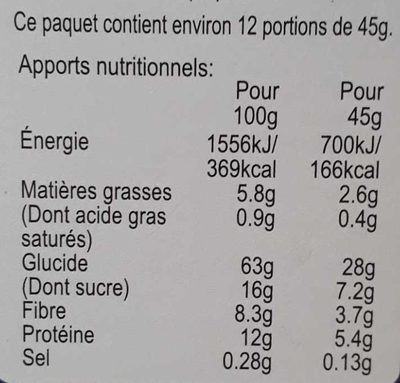 Ce paquet contient environ 12 portions de 45g.
Apports nutritionnels:
Pour Pour
100g 45g
Énergie 1556kJ/ 700kJ/
369kcal 166kcal
Matières grasses 5.8g 2.6g
(Dont acide gras 0.9g 0.4g
saturés)
Glucide 63g 28g
(Dont sucre) 16g 7.2g
Fibre 8.3g 3.7g
Protéine 12g 5.4g
Sel 0.28g 0.13g